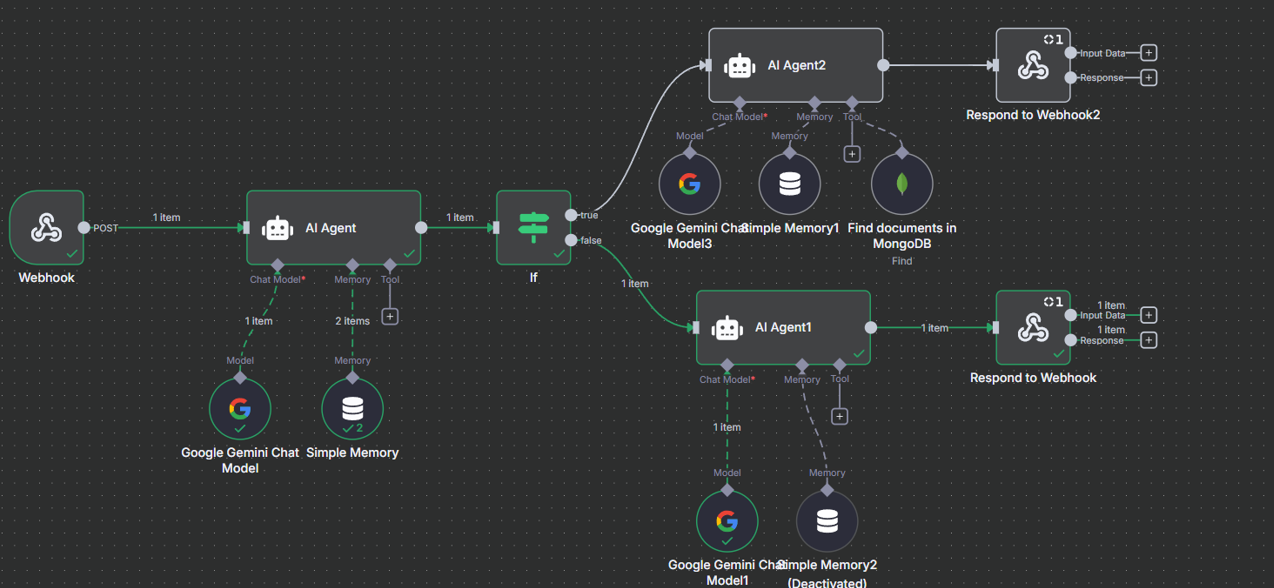 AI Agent2
1
Input Data
Response
Respond to Webhook2
Chat Model*
Memory
Tool
Model
Memory
Google Gemini Chat
Model3
Simple Memory1
Find documents in
MongoDB
Find
POST
1 item
AI Agent
1 item
true
false
Webhook
If
Chat Model*
Memory
Tool
1 item
1 item
2 items
AI Agent1
1 item
1
1 item
Input Data
1 item
Response
Model
Memory
Chat Model*
Memory
Tool
Respond to Webhook
2
1 item
Google Gemini Chat
Model
Simple Memory
Model
Memory
Google Gemini Chat
Model1
Simple Memory2
(Deactivated)